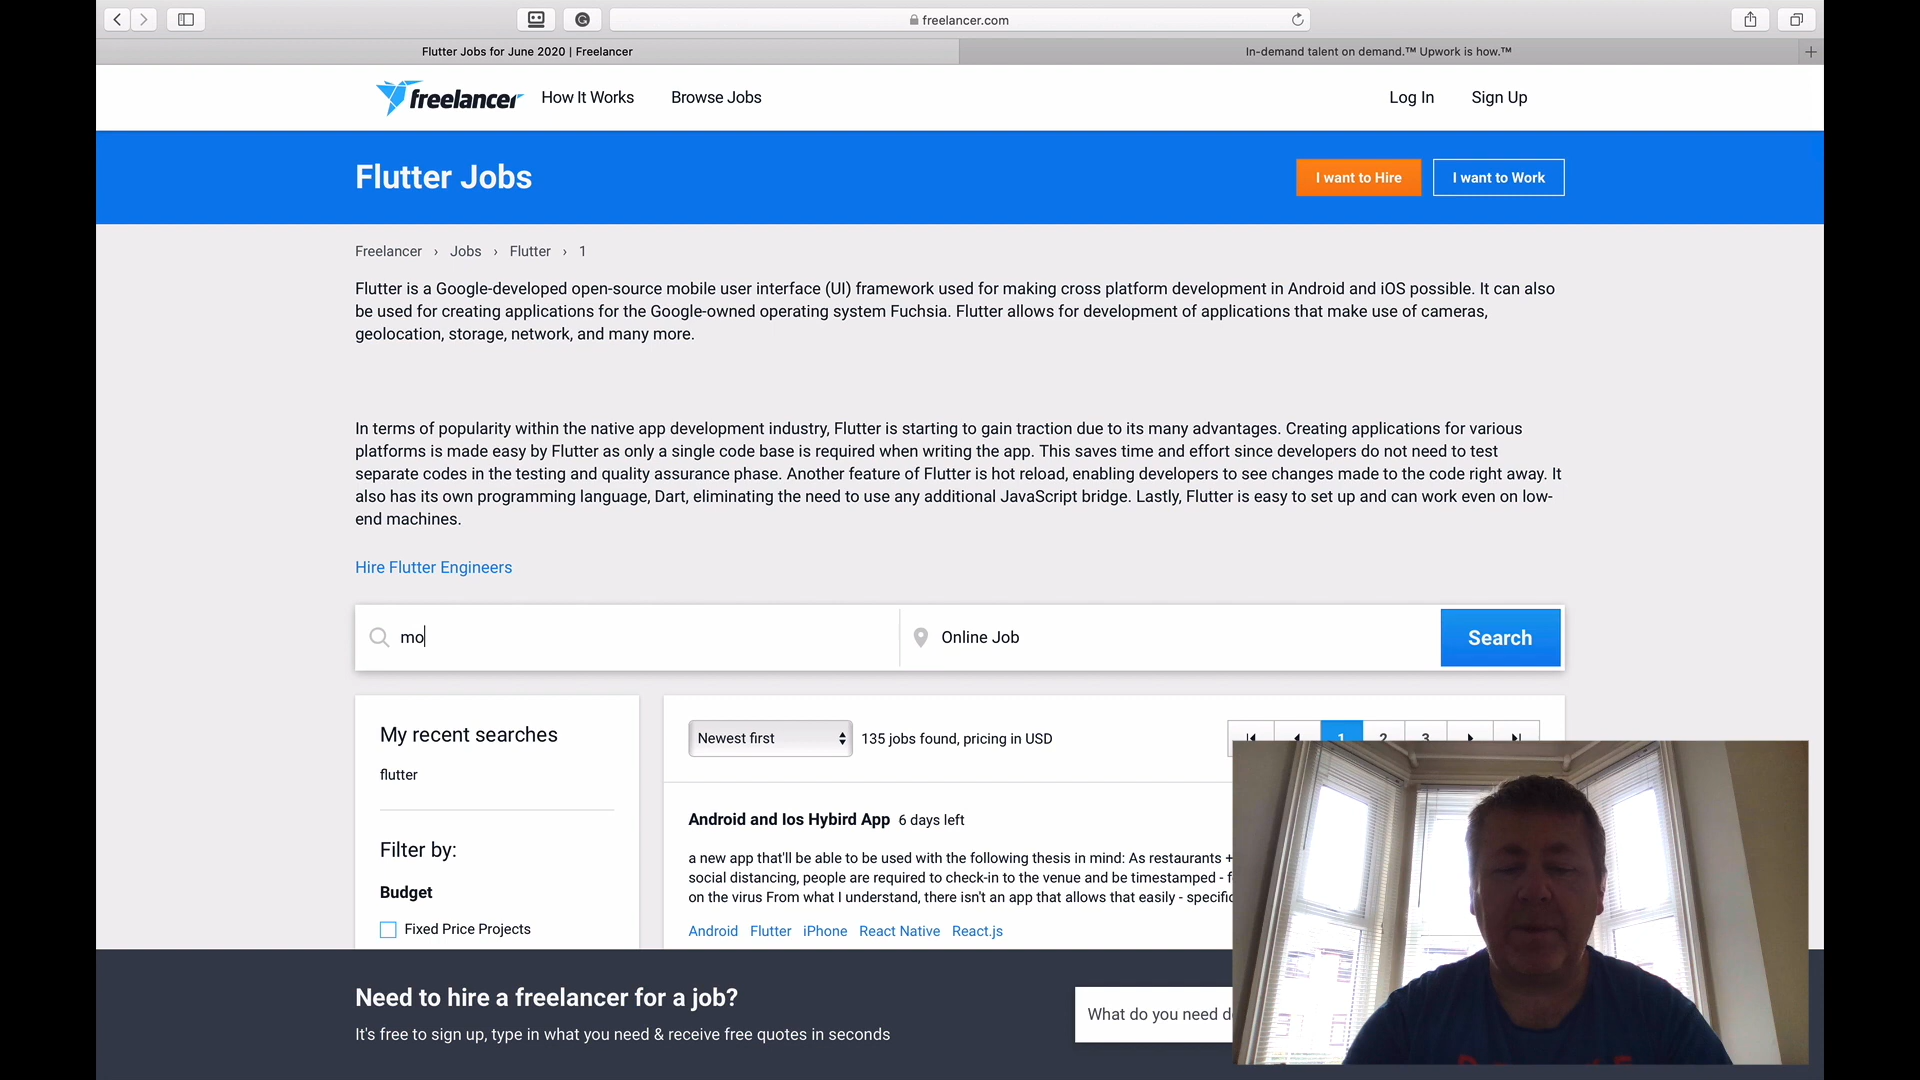 freelancer.com
Flutter Jobs for June 2020 | Freelancer
In-demand talent on demand.™ Upwork is how.™
freelancer
How It Works
Browse Jobs
Log In
Sign Up
Flutter Jobs
I want to Hire
I want to Work
Freelancer › Jobs › Flutter › 1
Flutter is a Google-developed open-source mobile user interface (UI) framework used for making cross platform development in Android and iOS possible. It can also
be used for creating applications for the Google-owned operating system Fuchsia. Flutter allows for development of applications that make use of cameras,
geolocation, storage, network, and many more.
In terms of popularity within the native app development industry, Flutter is starting to gain traction due to its many advantages. Creating applications for various
platforms is made easy by Flutter as only a single code base is required when writing the app. This saves time and effort since developers do not need to test
separate codes in the testing and quality assurance phase. Another feature of Flutter is hot reload, enabling developers to see changes made to the code right away. It
also has its own programming language, Dart, eliminating the need to use any additional JavaScript bridge. Lastly, Flutter is easy to set up and can work even on low-
end machines.
Hire Flutter Engineers
mo
Online Job
Search
My recent searches
flutter
Filter by:
Budget
Fixed Price Projects
Newest first
135 jobs found, pricing in USD
1 2 3
Android and Ios Hybird App 6 days left
a new app that'll be able to be used with the following thesis in mind: As restaurants +
social distancing, people are required to check-in to the venue and be timestamped - f
on the virus From what I understand, there isn't an app that allows that easily - specific
Android Flutter iPhone React Native React.js
Need to hire a freelancer for a job?
It's free to sign up, type in what you need & receive free quotes in seconds
What do you need d